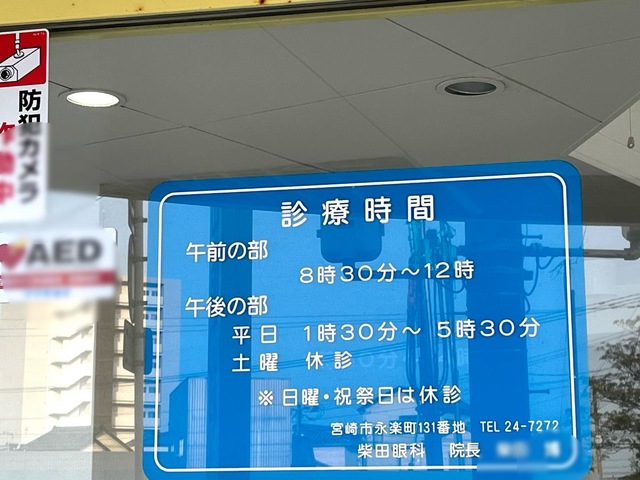 防犯カメラ
作動中
AED
診療時間
午前の部
8時30分～12時
午後の部
平日 1時30分～ 5時30分
土曜 休診
※日曜・祝祭日は休診
宮崎市永楽町131番地 TEL 24-7272
柴田眼科 院長